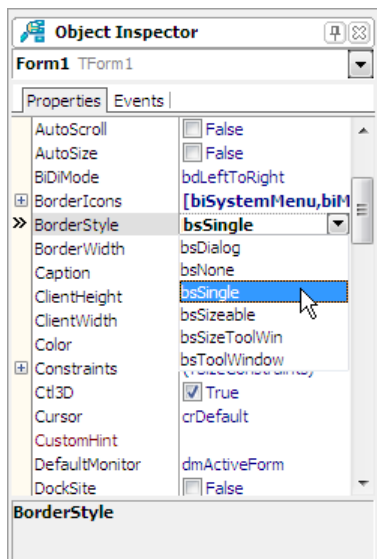 Object Inspector
Form1 TForm1
Properties Events
AutoScroll False
AutoSize False
BiDiMode bdLeftToRight
BorderIcons [biSystemMenu,biM
BorderStyle bsSingle
BorderWidth bsDialog
Caption bsNone
ClientHeight bsSingle
ClientWidth bsSizeable
Color bsSizeToolWin
Constraints bsToolWindow
Ctl3D True
Cursor crDefault
CustomHint
DefaultMonitor dmActiveForm
DockSite False
BorderStyle